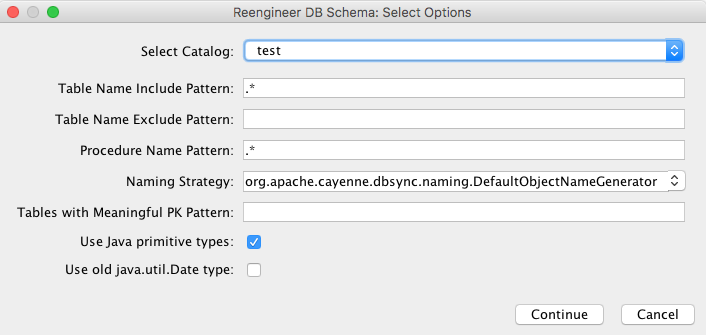 Reengineer DB Schema: Select Options
Select Catalog: test
Table Name Include Pattern: .*
Table Name Exclude Pattern:
Procedure Name Pattern: .*
Naming Strategy: org.apache.cayenne.dbsync.naming.DefaultObjectNameGenerator
Tables with Meaningful PK Pattern:
Use Java primitive types:
Use old java.util.Date type:
Continue Cancel